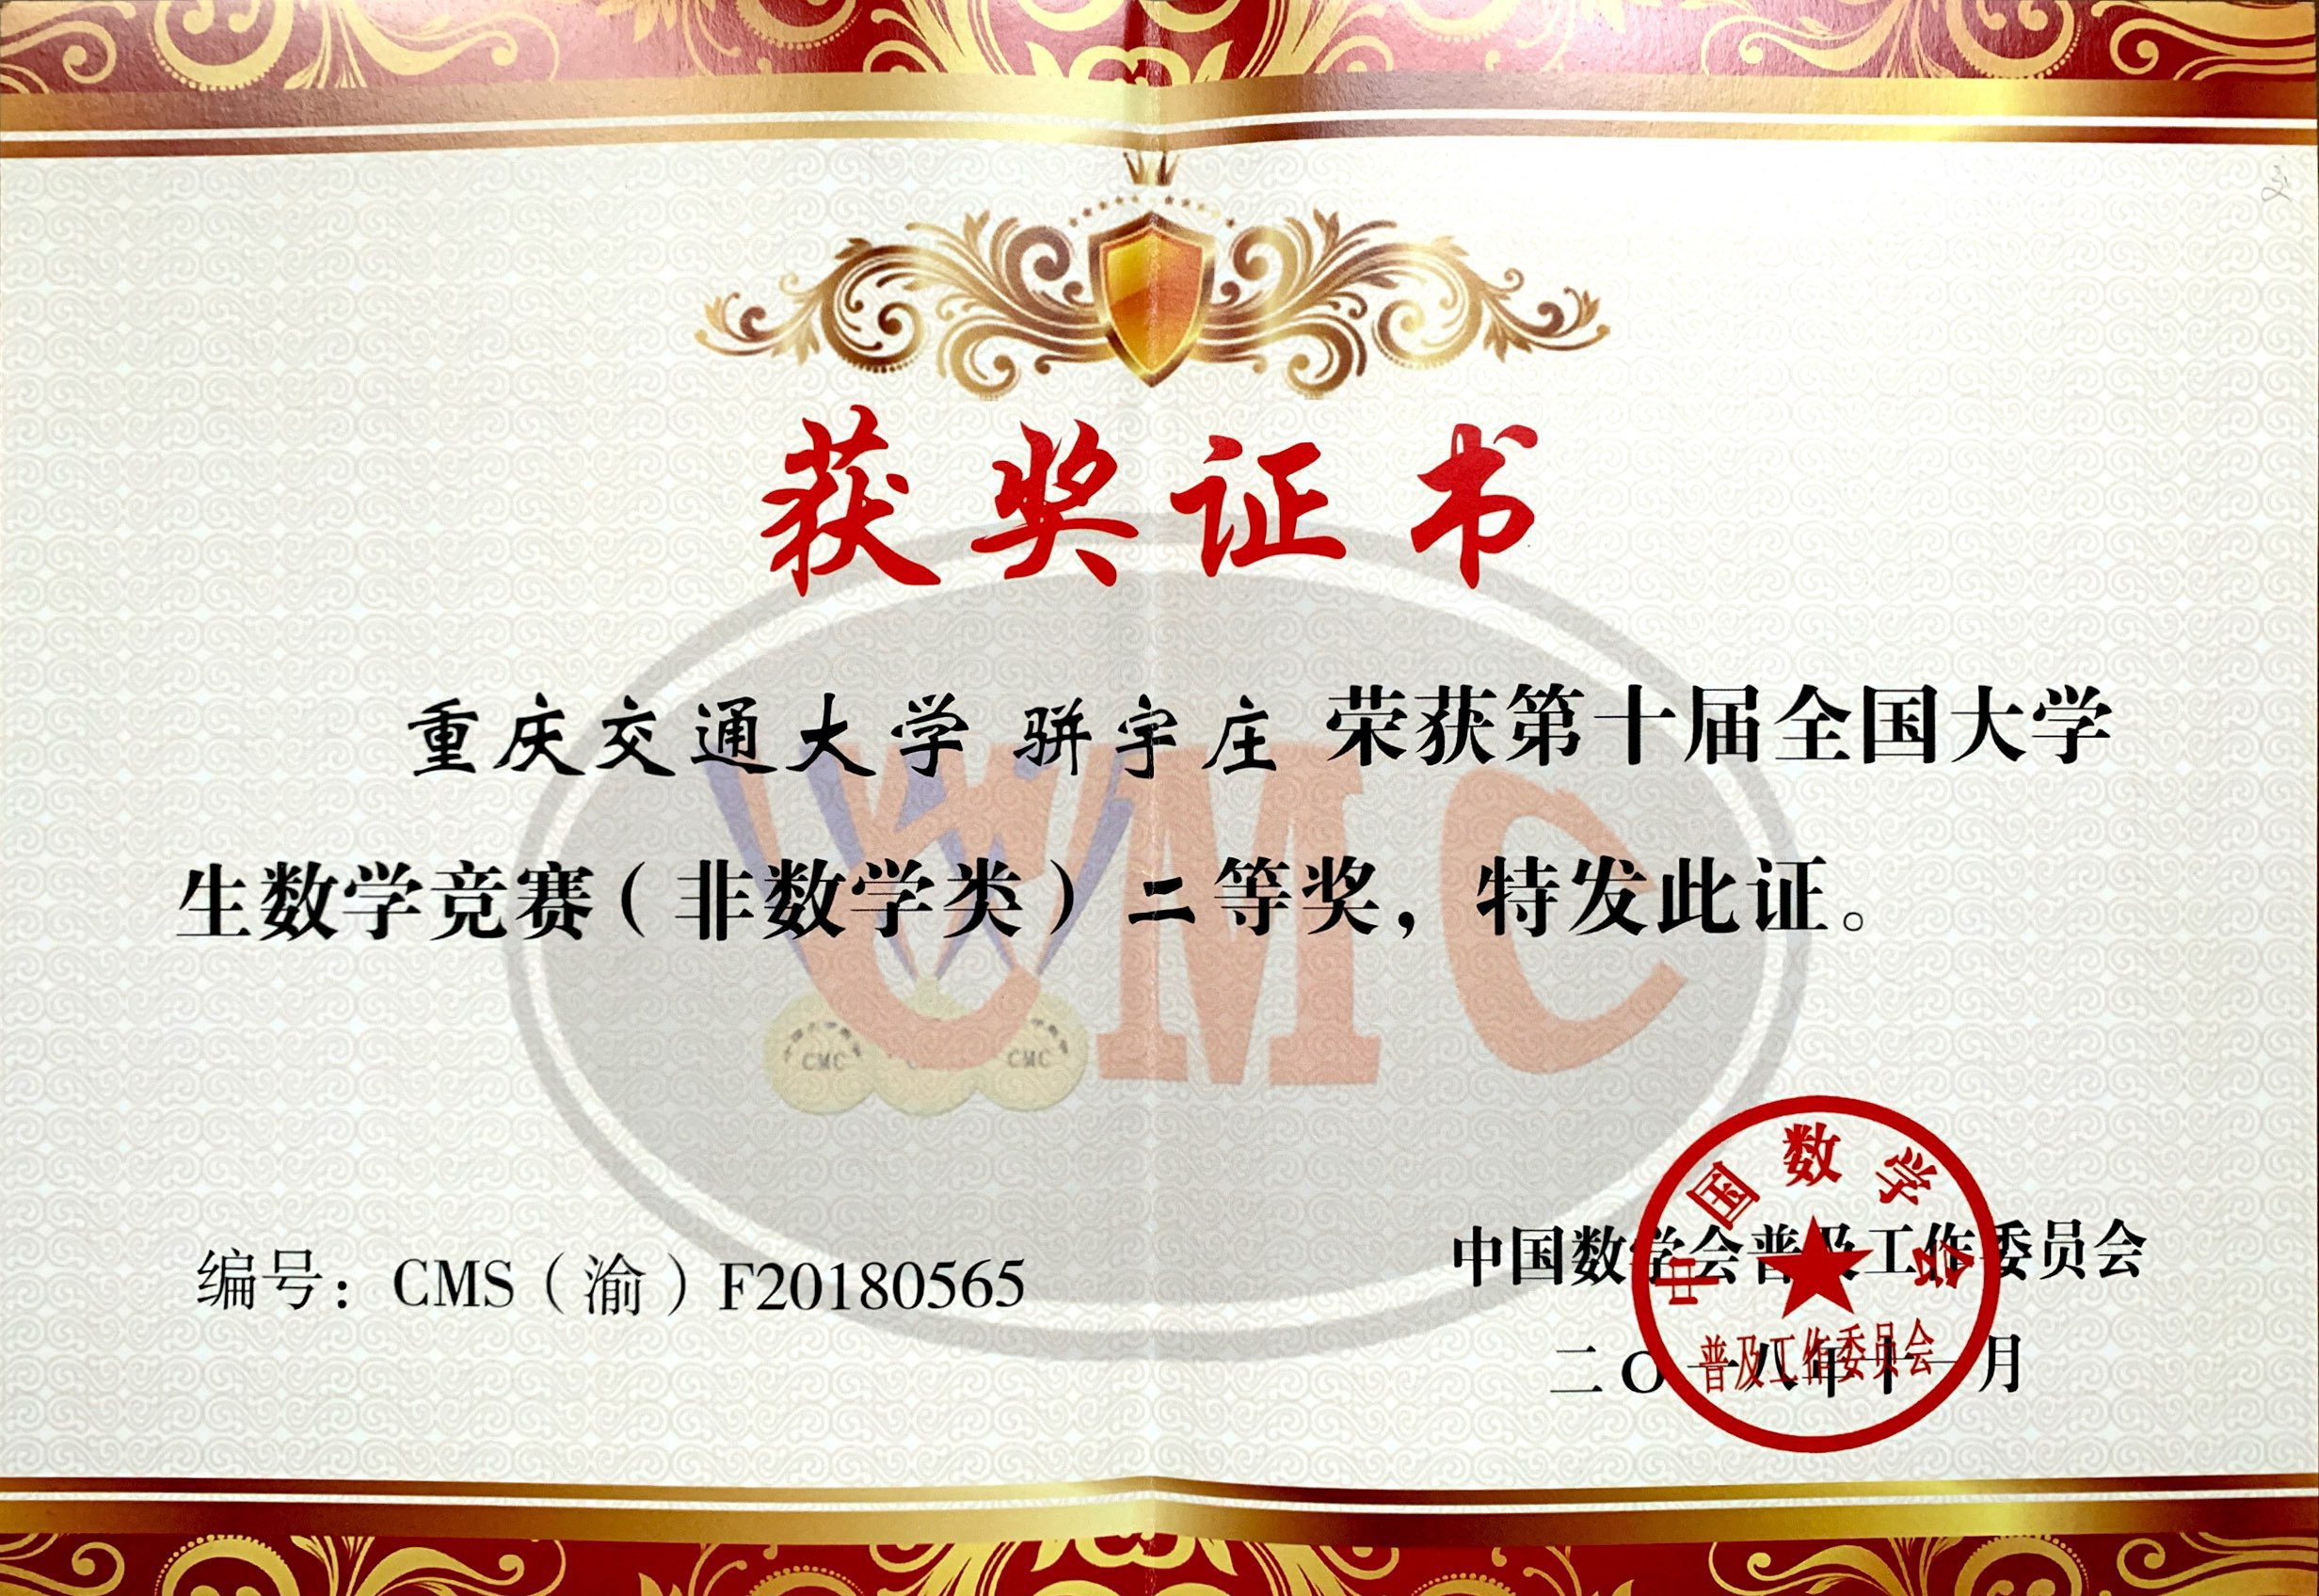 获奖证书
重庆交通大学 骈宇庄 荣获第十届全国大学
生数学竞赛（非数学类）二等奖，特发此证。
CMC
CMC CMC
编号：CMS（渝）F20180565
中国数学会普及工作委员会
二〇一八年十一月
中国数学会
普及工作委员会